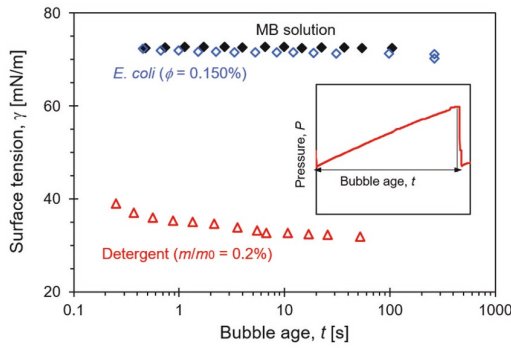 80
MB solution
E. coli (ϕ = 0.150%)
60
Surface tension, γ [mN/m]
Pressure, P
Bubble age, t
40
Detergent (m/m0 = 0.2%)
20
0.1 1 10 100 1000
Bubble age, t [s]